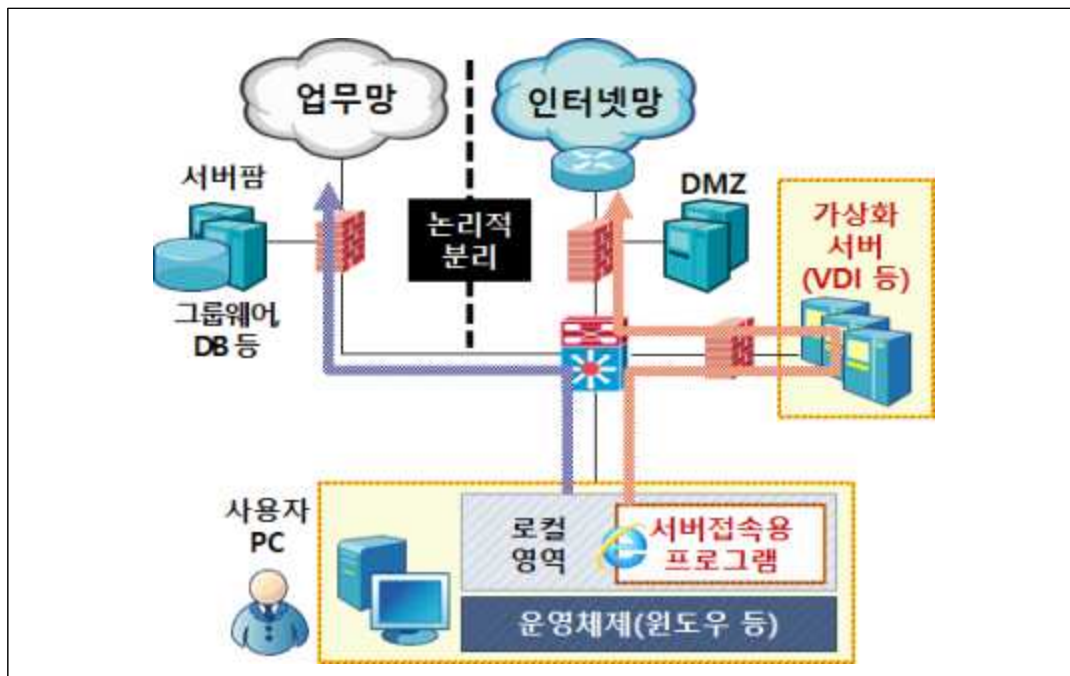 업무망
인터넷망
서버팜
논리적
분리
DMZ
가상화
서버
(VDI 등)
그룹웨어,
DB 등
사용자
PC
로컬
영역
서버접속용
프로그램
운영체제(윈도우 등)